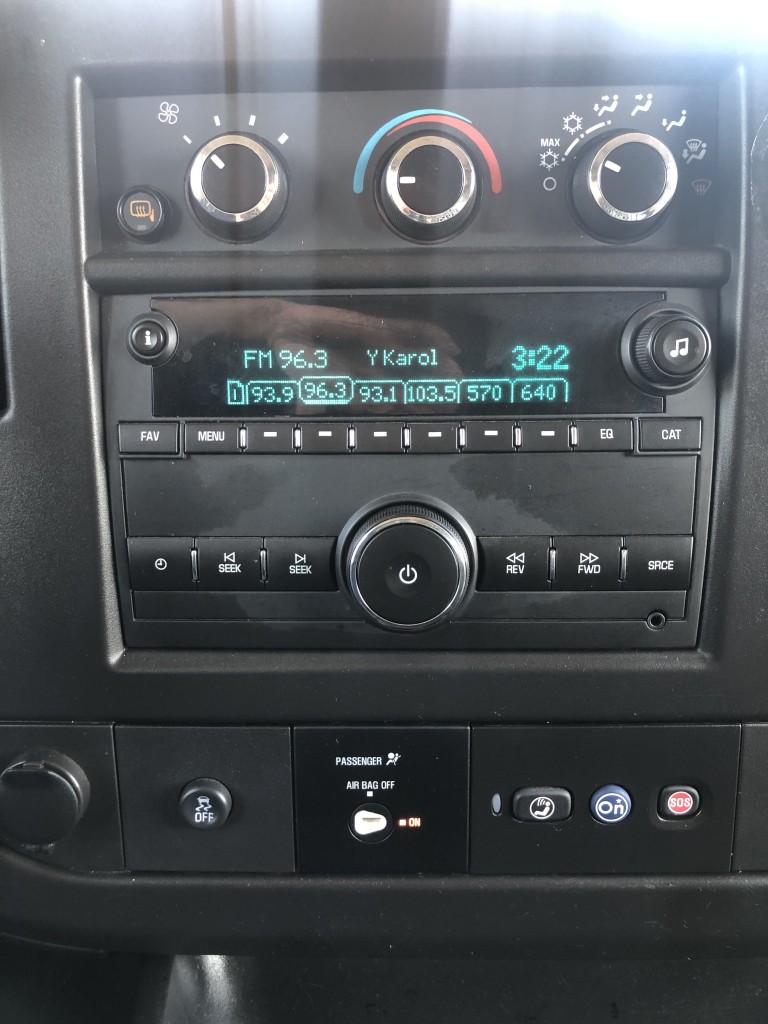 MAX
FM 96.3 Y Karol 3:22
1 93.9 96.3 93.1 103.5 570 640
FAV MENU EQ CAT
SEEK SEEK REV FWD SRCE
PASSENGER
AIR BAG OFF
ON
OFF
On
SOS